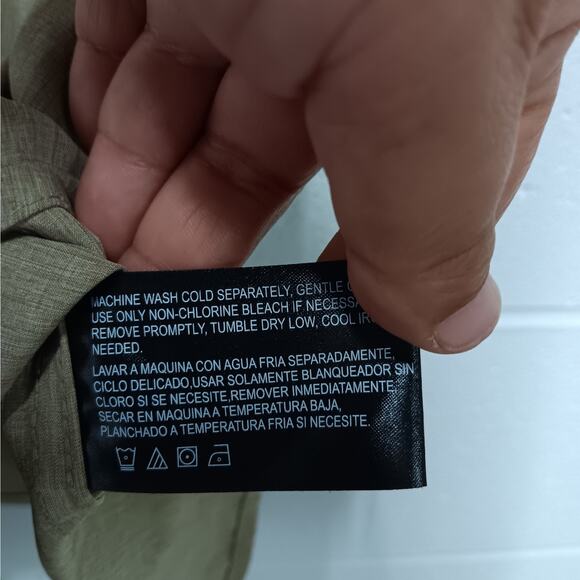 MACHINE WASH COLD SEPARATELY, GENTLE
USE ONLY NON-CHLORINE BLEACH IF
REMOVE PROMPTLY, TUMBLE DRY LOW, COOL
NEEDED.
LAVAR A MAQUINA CON AGUA FRIA SEPARADAMENTE,
CICLO DELICADO,USAR SOLAMENTE BLANQUEADOR SIN
CLORO SI SE NECESITE,REMOVER INMEDIATAMENTE,
SECAR EN MAQUINA A TEMPERATURA BAJA,
PLANCHADO A TEMPERATURA FRIA SI NECESITE.